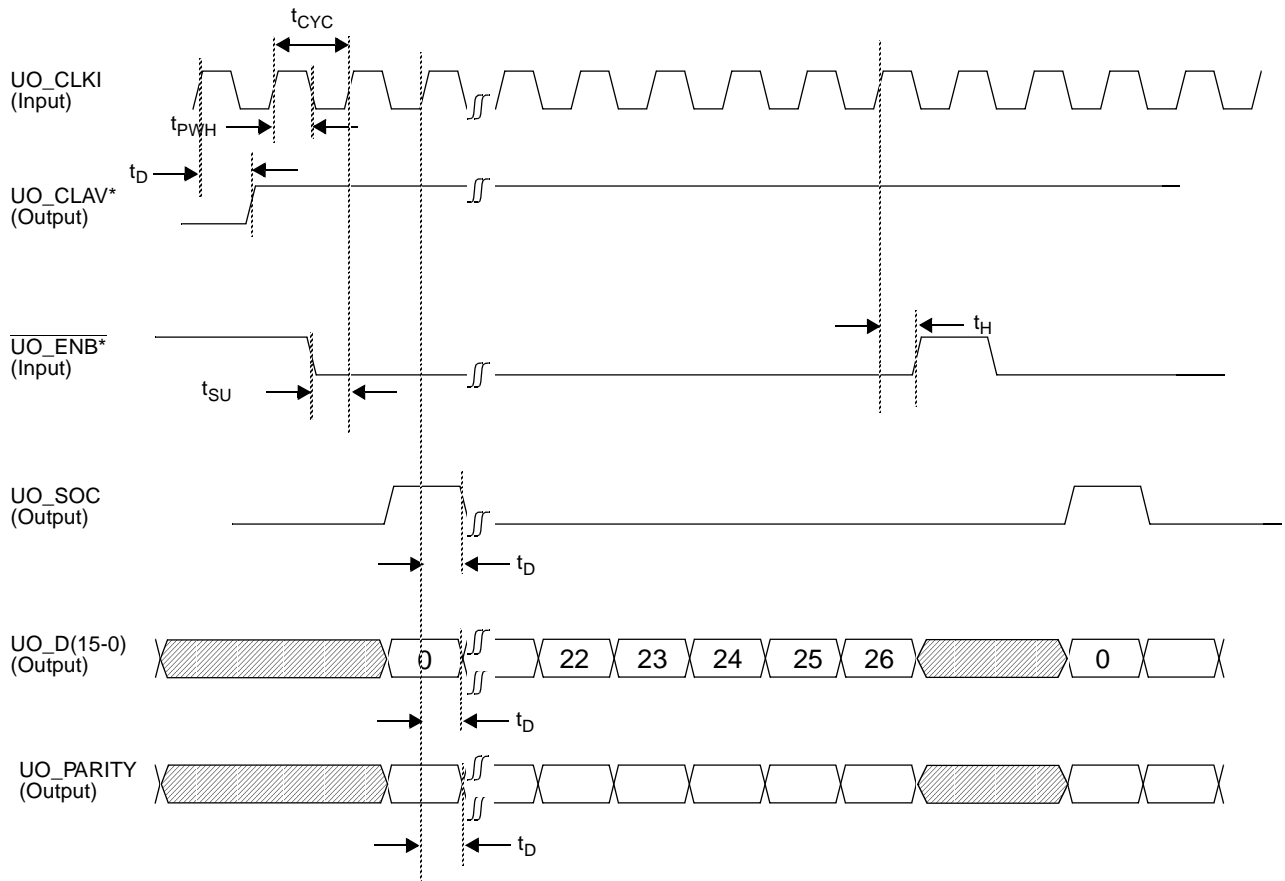 tCYC
UO_CLKI
(Input)
tPWH
tD
UO_CLAV*
(Output)
UO_ENB*
(Input)
tH
tSU
UO_SOC
(Output)
tD
UO_D(15-0)
(Output)
0 22 23 24 25 26 0
tD
UO_PARITY
(Output)
tD